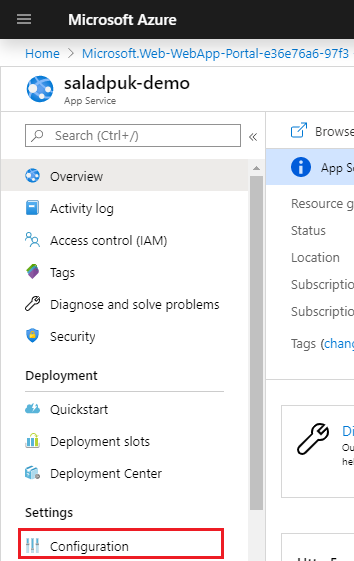 Microsoft Azure
Home > Microsoft.Web-WebApp-Portal-e36e76a6-97f3
saladpuk-demo
App Service
Search (Ctrl+/)
«
Browse
Overview
App Se
Activity log
Resource g
Access control (IAM)
Status
Location
Tags
Subscriptio
Diagnose and solve problems
Subscriptio
Security
Tags (chang
Deployment
Quickstart
Deployment slots
Di
Ou
hel
Deployment Center
Settings
Configuration